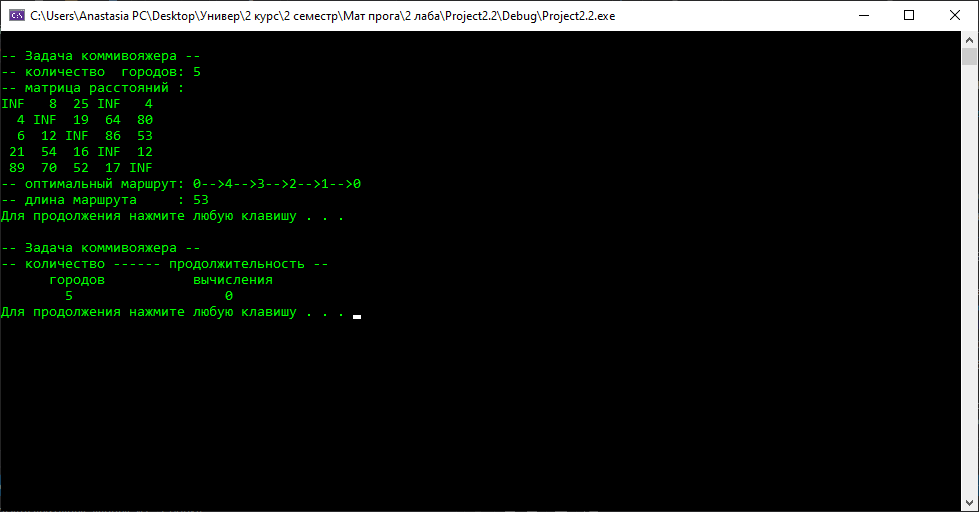 C:\Users\Anastasia PC\Desktop\Универ\2 курс\2 семестр\Мат прога\2 лаба\Project2.2\Debug\Project2.2.exe
-- Задача коммивояжера --
-- количество  городов: 5
-- матрица расстояний :
INF   8  25 INF   4
  4 INF  19  64  80
  6  12 INF  86  53
 21  54  16 INF  12
 89  70  52  17 INF
-- оптимальный маршрут: 0-->4-->3-->2-->1-->0
-- длина маршрута     : 53
Для продолжения нажмите любую клавишу . . .
-- Задача коммивояжера --
-- количество ------ продолжительность --
      городов           вычисления
        5                   0
Для продолжения нажмите любую клавишу . . .